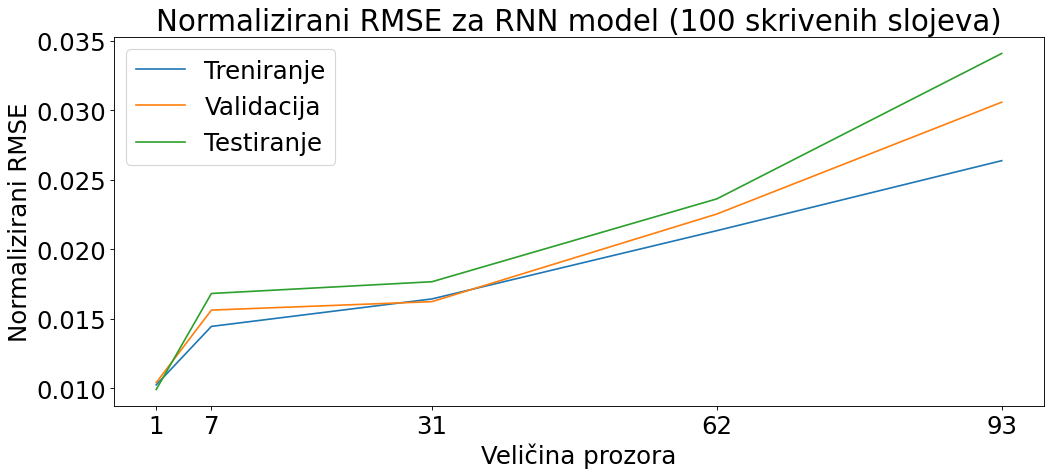 Normalizirani RMSE za RNN model (100 skrivenih slojeva)
Normalizirani RMSE
0.035
0.030
0.025
0.020
0.015
0.010
Treniranje
Validacija
Testiranje
1 7 31 62 93
Veličina prozora